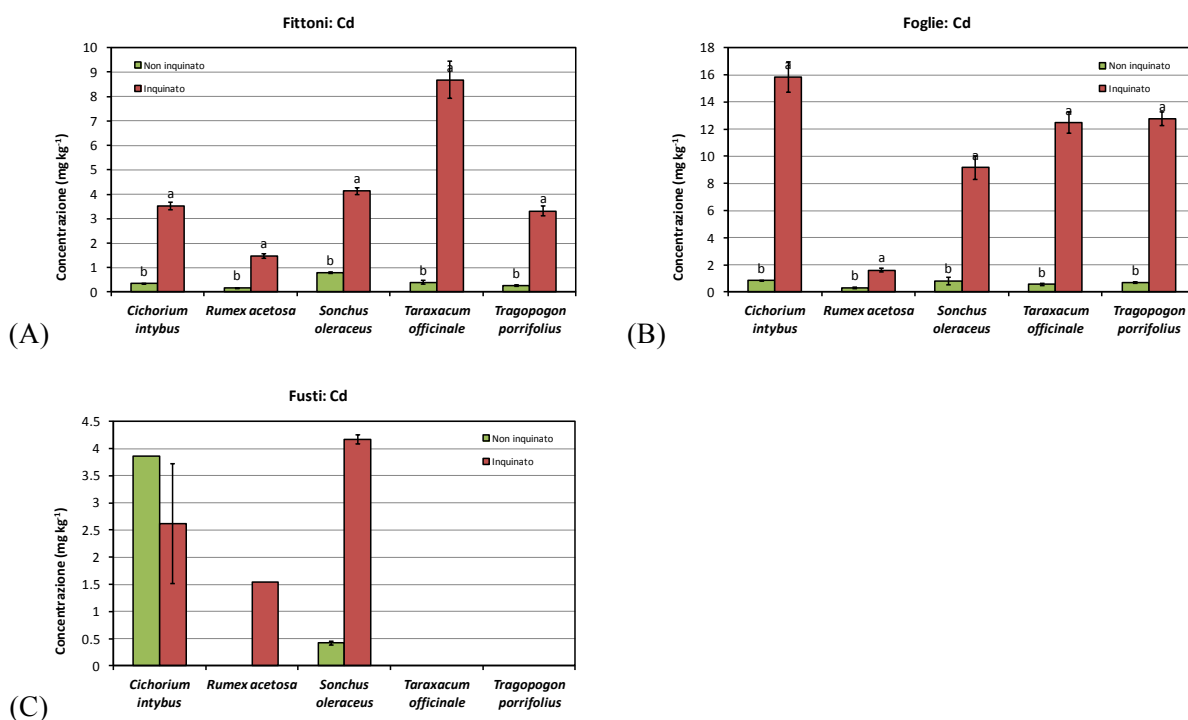 Fittoni: Cd
Concentrazione (mg kg⁻¹)
10
9
8
7
6
5
4
3
2
1
0
Non inquinato
Inquinato
b
a
b
a
b
a
b
a
b
a
Cichorium intybus
Rumex acetosa
Sonchus oleraceus
Taraxacum officinale
Tragopogon porrifolius
(A)
Foglie: Cd
Concentrazione (mg kg⁻¹)
18
16
14
12
10
8
6
4
2
0
Non inquinato
Inquinato
b
a
b
a
b
a
b
a
b
a
Cichorium intybus
Rumex acetosa
Sonchus oleraceus
Taraxacum officinale
Tragopogon porrifolius
(B)
Fusti: Cd
Concentrazione (mg kg⁻¹)
4.5
4
3.5
3
2.5
2
1.5
1
0.5
0
Non inquinato
Inquinato
Cichorium intybus
Rumex acetosa
Sonchus oleraceus
Taraxacum officinale
Tragopogon porrifolius
(C)